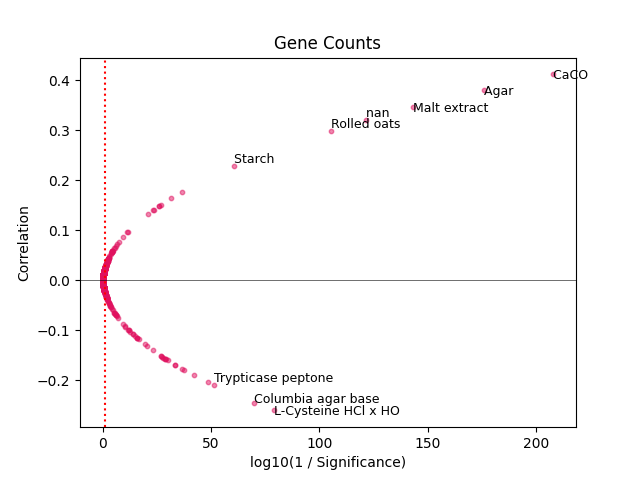 Gene Counts
CaCO
Agar
Malt extract
nan
Rolled oats
Starch
Trypticase peptone
Columbia agar base
L-Cysteine HCl x HO
Correlation
0.4
0.3
0.2
0.1
0.0
−0.1
−0.2
0
50
100
150
200
log10(1 / Significance)